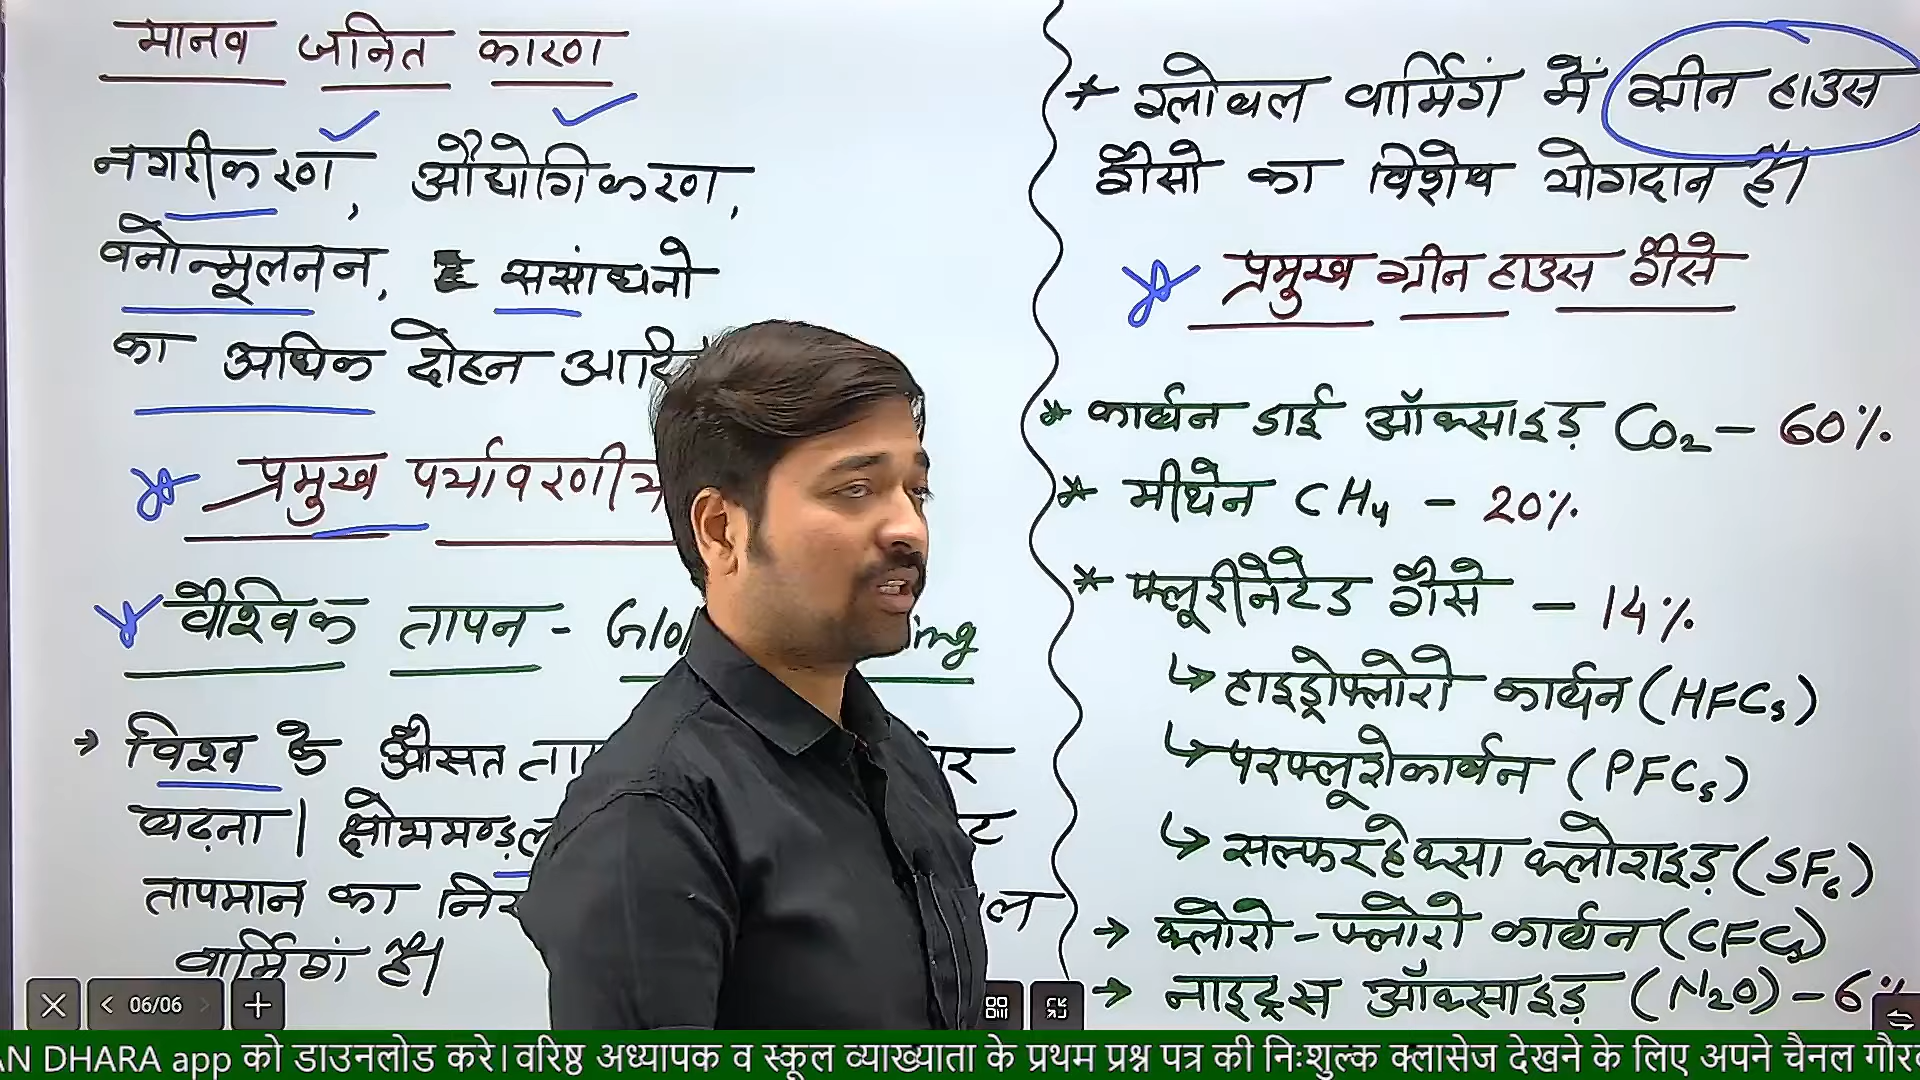 मानव जनित कारण
नगरीकरण, औद्योगिकरण,
वनोन्मूलनन, ससांधनो
का अधिक दोहन आदि
प्रमुख पर्यावरणीय
वैश्विक तापन - Glo ing
→ विश्व के औसत ता
बढ़ना। क्षोभमण्डल
तापमान का नि ल
वार्मिगं है।
* ग्लोबल वार्मिगं में ग्रीन हाउस
गैसो का विशेष योगदान है।
प्रमुख ग्रीन हाउस गैसे
* कार्बन डाई ऑक्साइड़ CO2 – 60%.
* मीथेन CH4 – 20%.
* फ्लूरीनेटेड गैसे – 14%.
↳ हाइड्रोफ्लोरो कार्बन (HFCs)
↳ परफ्लूरोकार्बन (PFCs)
↳ सल्फरहेक्सा क्लोराइड़ (SF6)
→ क्लोरो-फ्लोरो कार्बन (CFCs)
→ नाइट्रस ऑक्साइड़ (N2O) – 6%
06/06
AN DHARA app को डाउनलोड करे। वरिष्ठ अध्यापक व स्कूल व्याख्याता के प्रथम प्रश्न पत्र की निःशुल्क क्लासेज देखने के लिए अपने चैनल गौरव